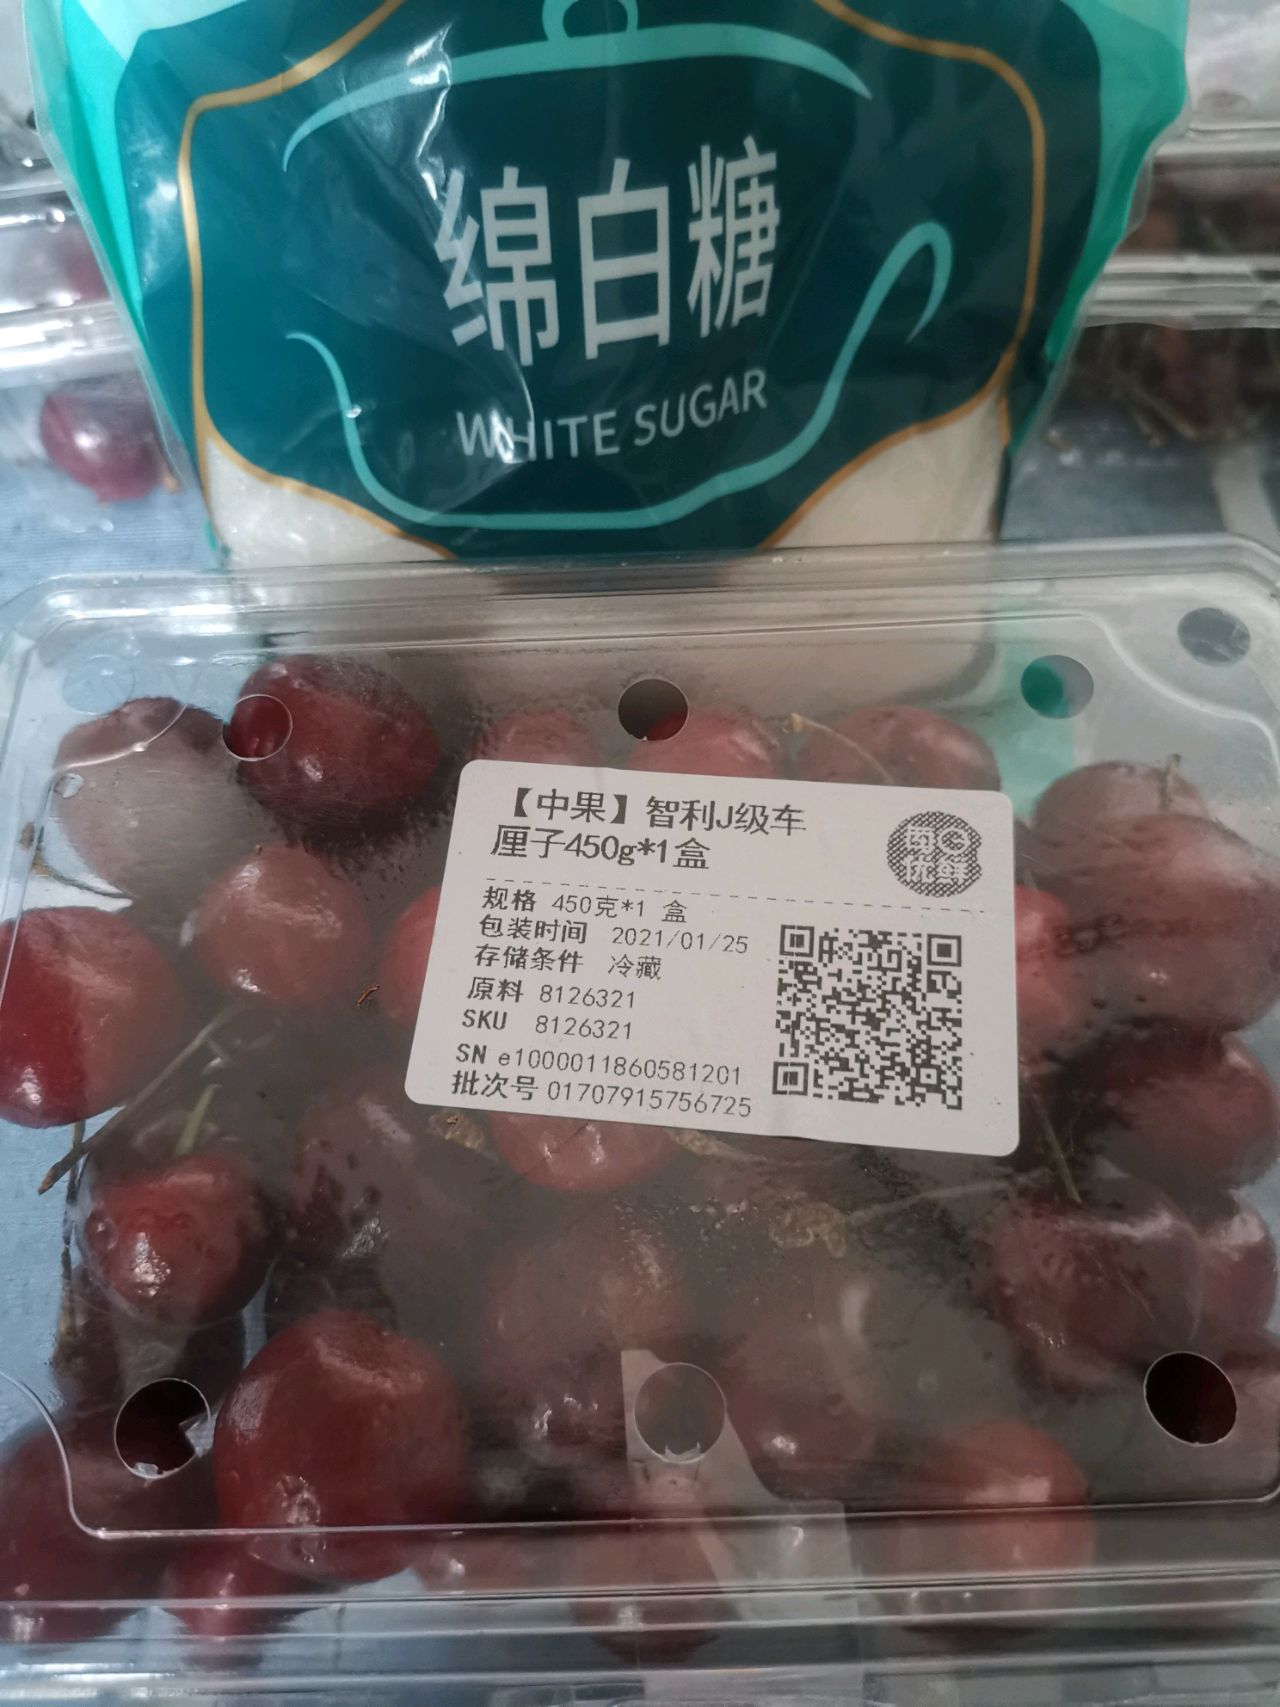 绵白糖
WHITE SUGAR
【中果】智利J级车
厘子450g*1盒
规格 450克*1 盒
包装时间 2021/01/25
存储条件 冷藏
原料 8126321
SKU 8126321
SN e1000011860581201
批次号 01707915756725